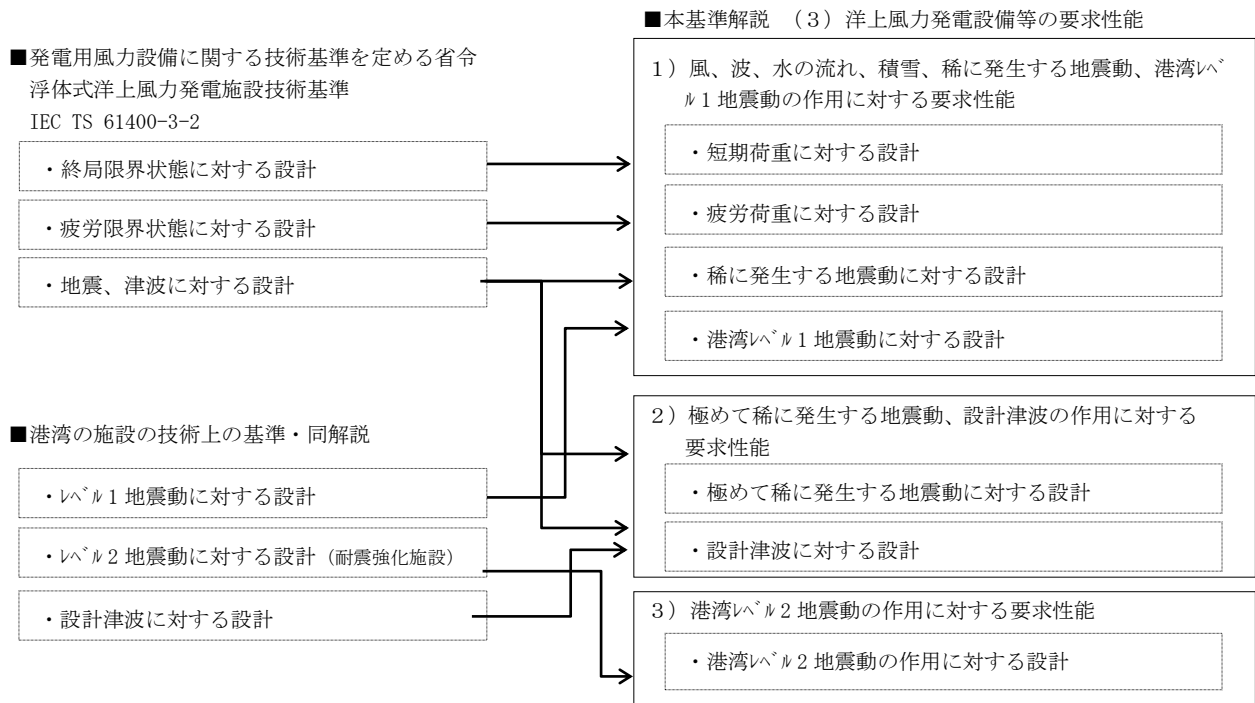 ■発電用風力設備に関する技術基準を定める省令
浮体式洋上風力発電施設技術基準
IEC TS 61400-3-2
・終局限界状態に対する設計
・疲労限界状態に対する設計
・地震、津波に対する設計
■港湾の施設の技術上の基準・同解説
・ﾚﾍﾞﾙ１地震動に対する設計
・ﾚﾍﾞﾙ２地震動に対する設計（耐震強化施設）
・設計津波に対する設計
■本基準解説　（３）洋上風力発電設備等の要求性能
１）風、波、水の流れ、積雪、稀に発生する地震動、港湾ﾚﾍﾞ
ﾙ１地震動の作用に対する要求性能
・短期荷重に対する設計
・疲労荷重に対する設計
・稀に発生する地震動に対する設計
・港湾ﾚﾍﾞﾙ１地震動に対する設計
２）極めて稀に発生する地震動、設計津波の作用に対する
要求性能
・極めて稀に発生する地震動に対する設計
・設計津波に対する設計
３）港湾ﾚﾍﾞﾙ２地震動の作用に対する要求性能
・港湾ﾚﾍﾞﾙ２地震動の作用に対する設計